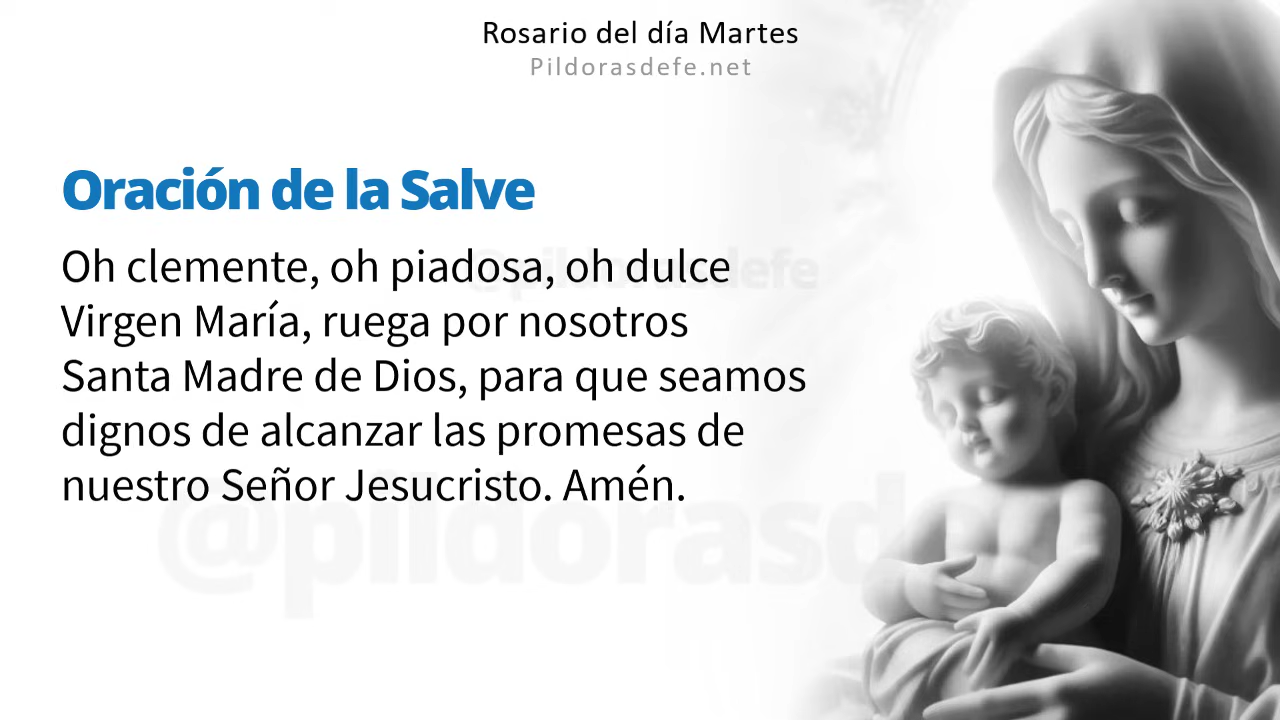 Rosario del día Martes
Pildorasdefe.net
Oración de la Salve
Oh clemente, oh piadosa, oh dulce
Virgen María, ruega por nosotros
Santa Madre de Dios, para que seamos
dignos de alcanzar las promesas de
nuestro Señor Jesucristo. Amén.